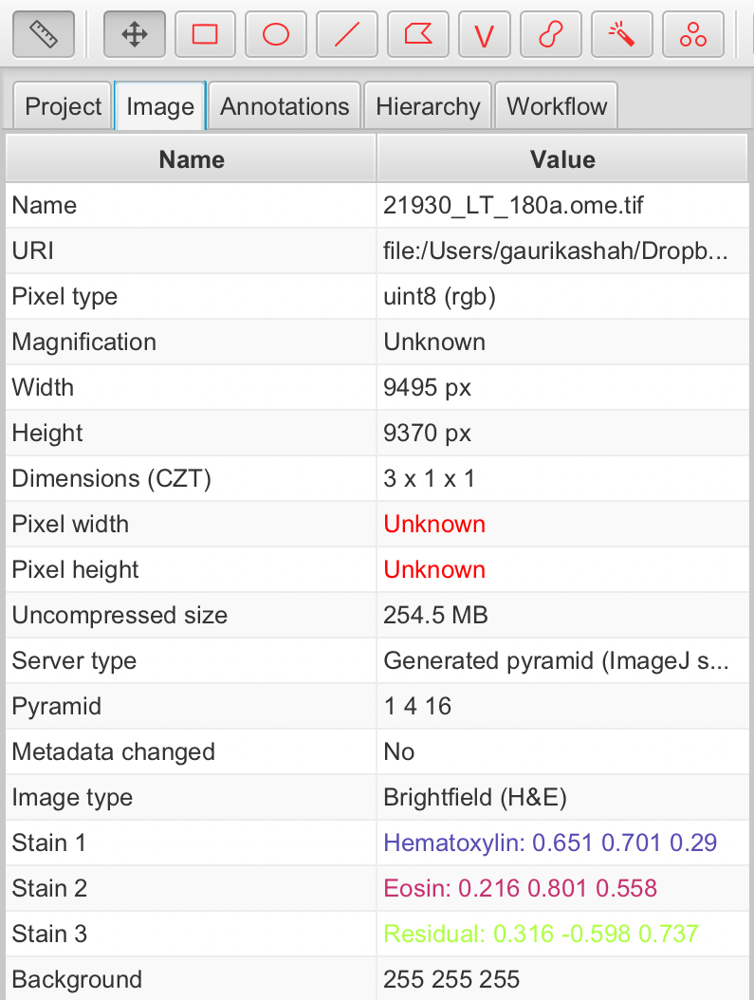 Project Image Annotations Hierarchy Workflow
Name Value
Name 21930_LT_180a.ome.tif
URI file:/Users/gaurikashah/Dropb...
Pixel type uint8 (rgb)
Magnification Unknown
Width 9495 px
Height 9370 px
Dimensions (CZT) 3 x 1 x 1
Pixel width Unknown
Pixel height Unknown
Uncompressed size 254.5 MB
Server type Generated pyramid (ImageJ s...
Pyramid 1 4 16
Metadata changed No
Image type Brightfield (H&E)
Stain 1 Hematoxylin: 0.651 0.701 0.29
Stain 2 Eosin: 0.216 0.801 0.558
Stain 3 Residual: 0.316 -0.598 0.737
Background 255 255 255